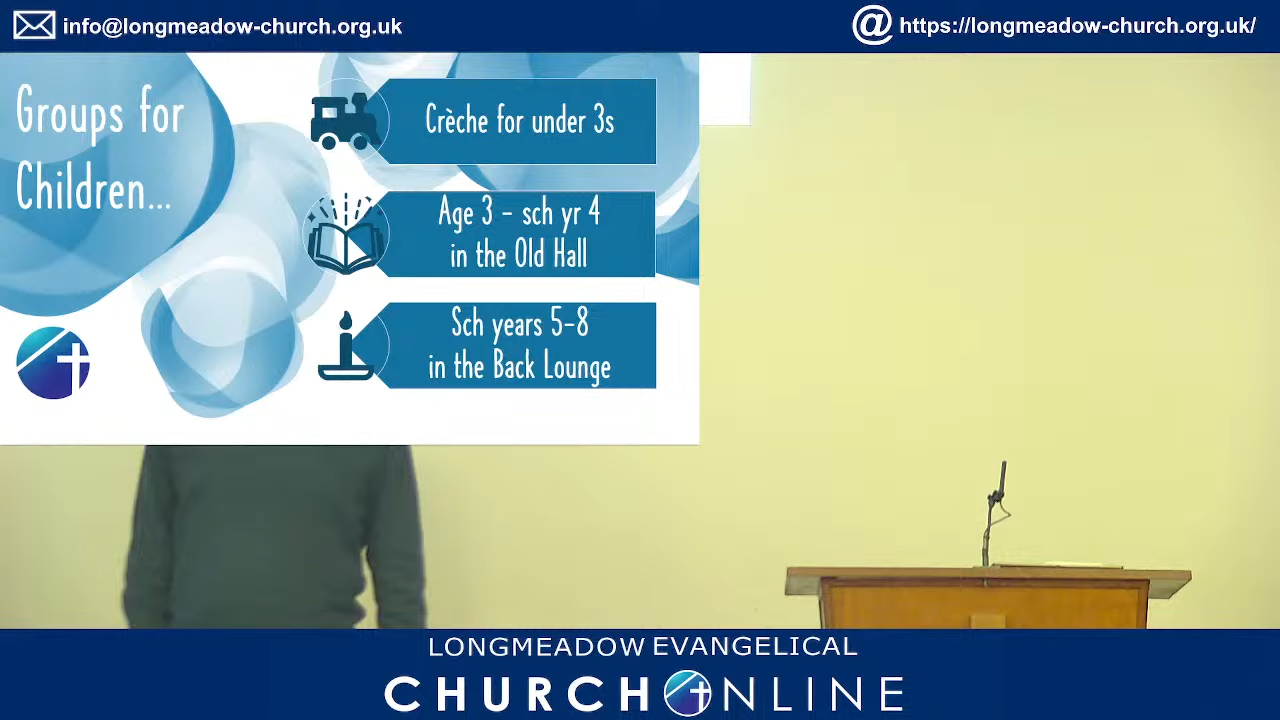 info@longmeadow-church.org.uk
https://longmeadow-church.org.uk/
Groups for
Children...
Crèche for under 3s
Age 3 - sch yr 4
in the Old Hall
Sch years 5-8
in the Back Lounge
LONGMEADOW EVANGELICAL
CHURCH ONLINE